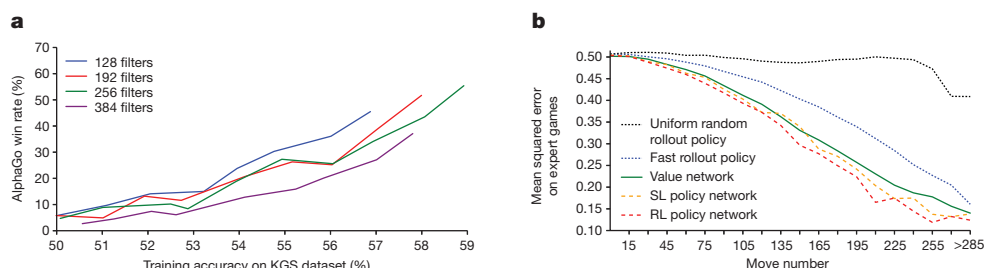 a
AlphaGo win rate (%)
70
60
50
40
30
20
10
0
128 filters
192 filters
256 filters
384 filters
50 51 52 53 54 55 56 57 58 59
Training accuracy on KGS dataset (%)
b
Mean squared error
on expert games
0.50
0.45
0.40
0.35
0.30
0.25
0.20
0.15
0.10
Uniform random
rollout policy
Fast rollout policy
Value network
SL policy network
RL policy network
15 45 75 105 135 165 195 225 255 >285
Move number